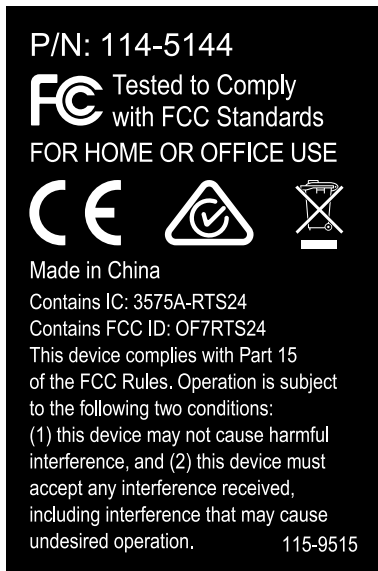 P/N: 114-5144
FC Tested to Comply
with FCC Standards
FOR HOME OR OFFICE USE
CE
Made in China
Contains IC: 3575A-RTS24
Contains FCC ID: OF7RTS24
This device complies with Part 15
of the FCC Rules. Operation is subject
to the following two conditions:
(1) this device may not cause harmful
interference, and (2) this device must
accept any interference received,
including interference that may cause
undesired operation. 115-9515